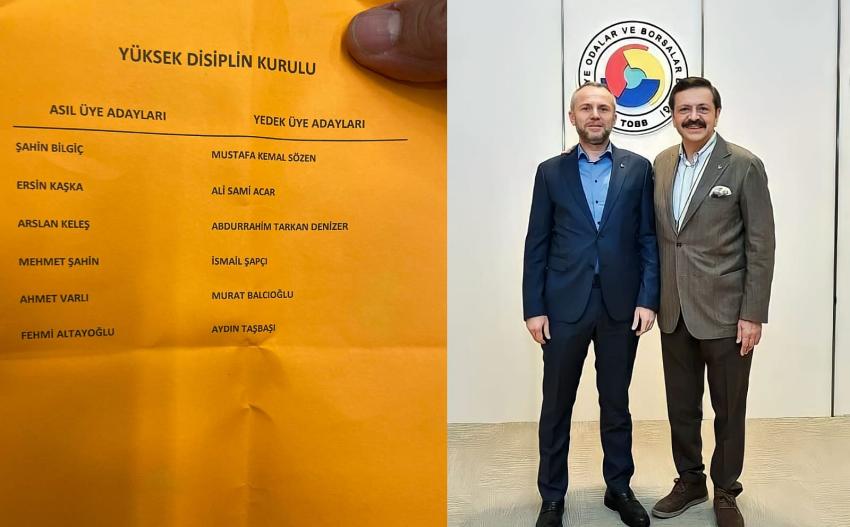 YÜKSEK DİSİPLİN KURULU
ASIL ÜYE ADAYLARI YEDEK ÜYE ADAYLARI
ŞAHİN BİLGİÇ MUSTAFA KEMAL SÖZEN
ERSİN KAŞKA ALİ SAMİ ACAR
ARSLAN KELEŞ ABDURRAHİM TARKAN DENİZER
MEHMET ŞAHİN İSMAİL ŞAPÇI
AHMET VARLI MURAT BALCIOĞLU
FEHMİ ALTAYOĞLU AYDIN TAŞBAŞI
YE ODALAR VE BORSALAR
TOBB